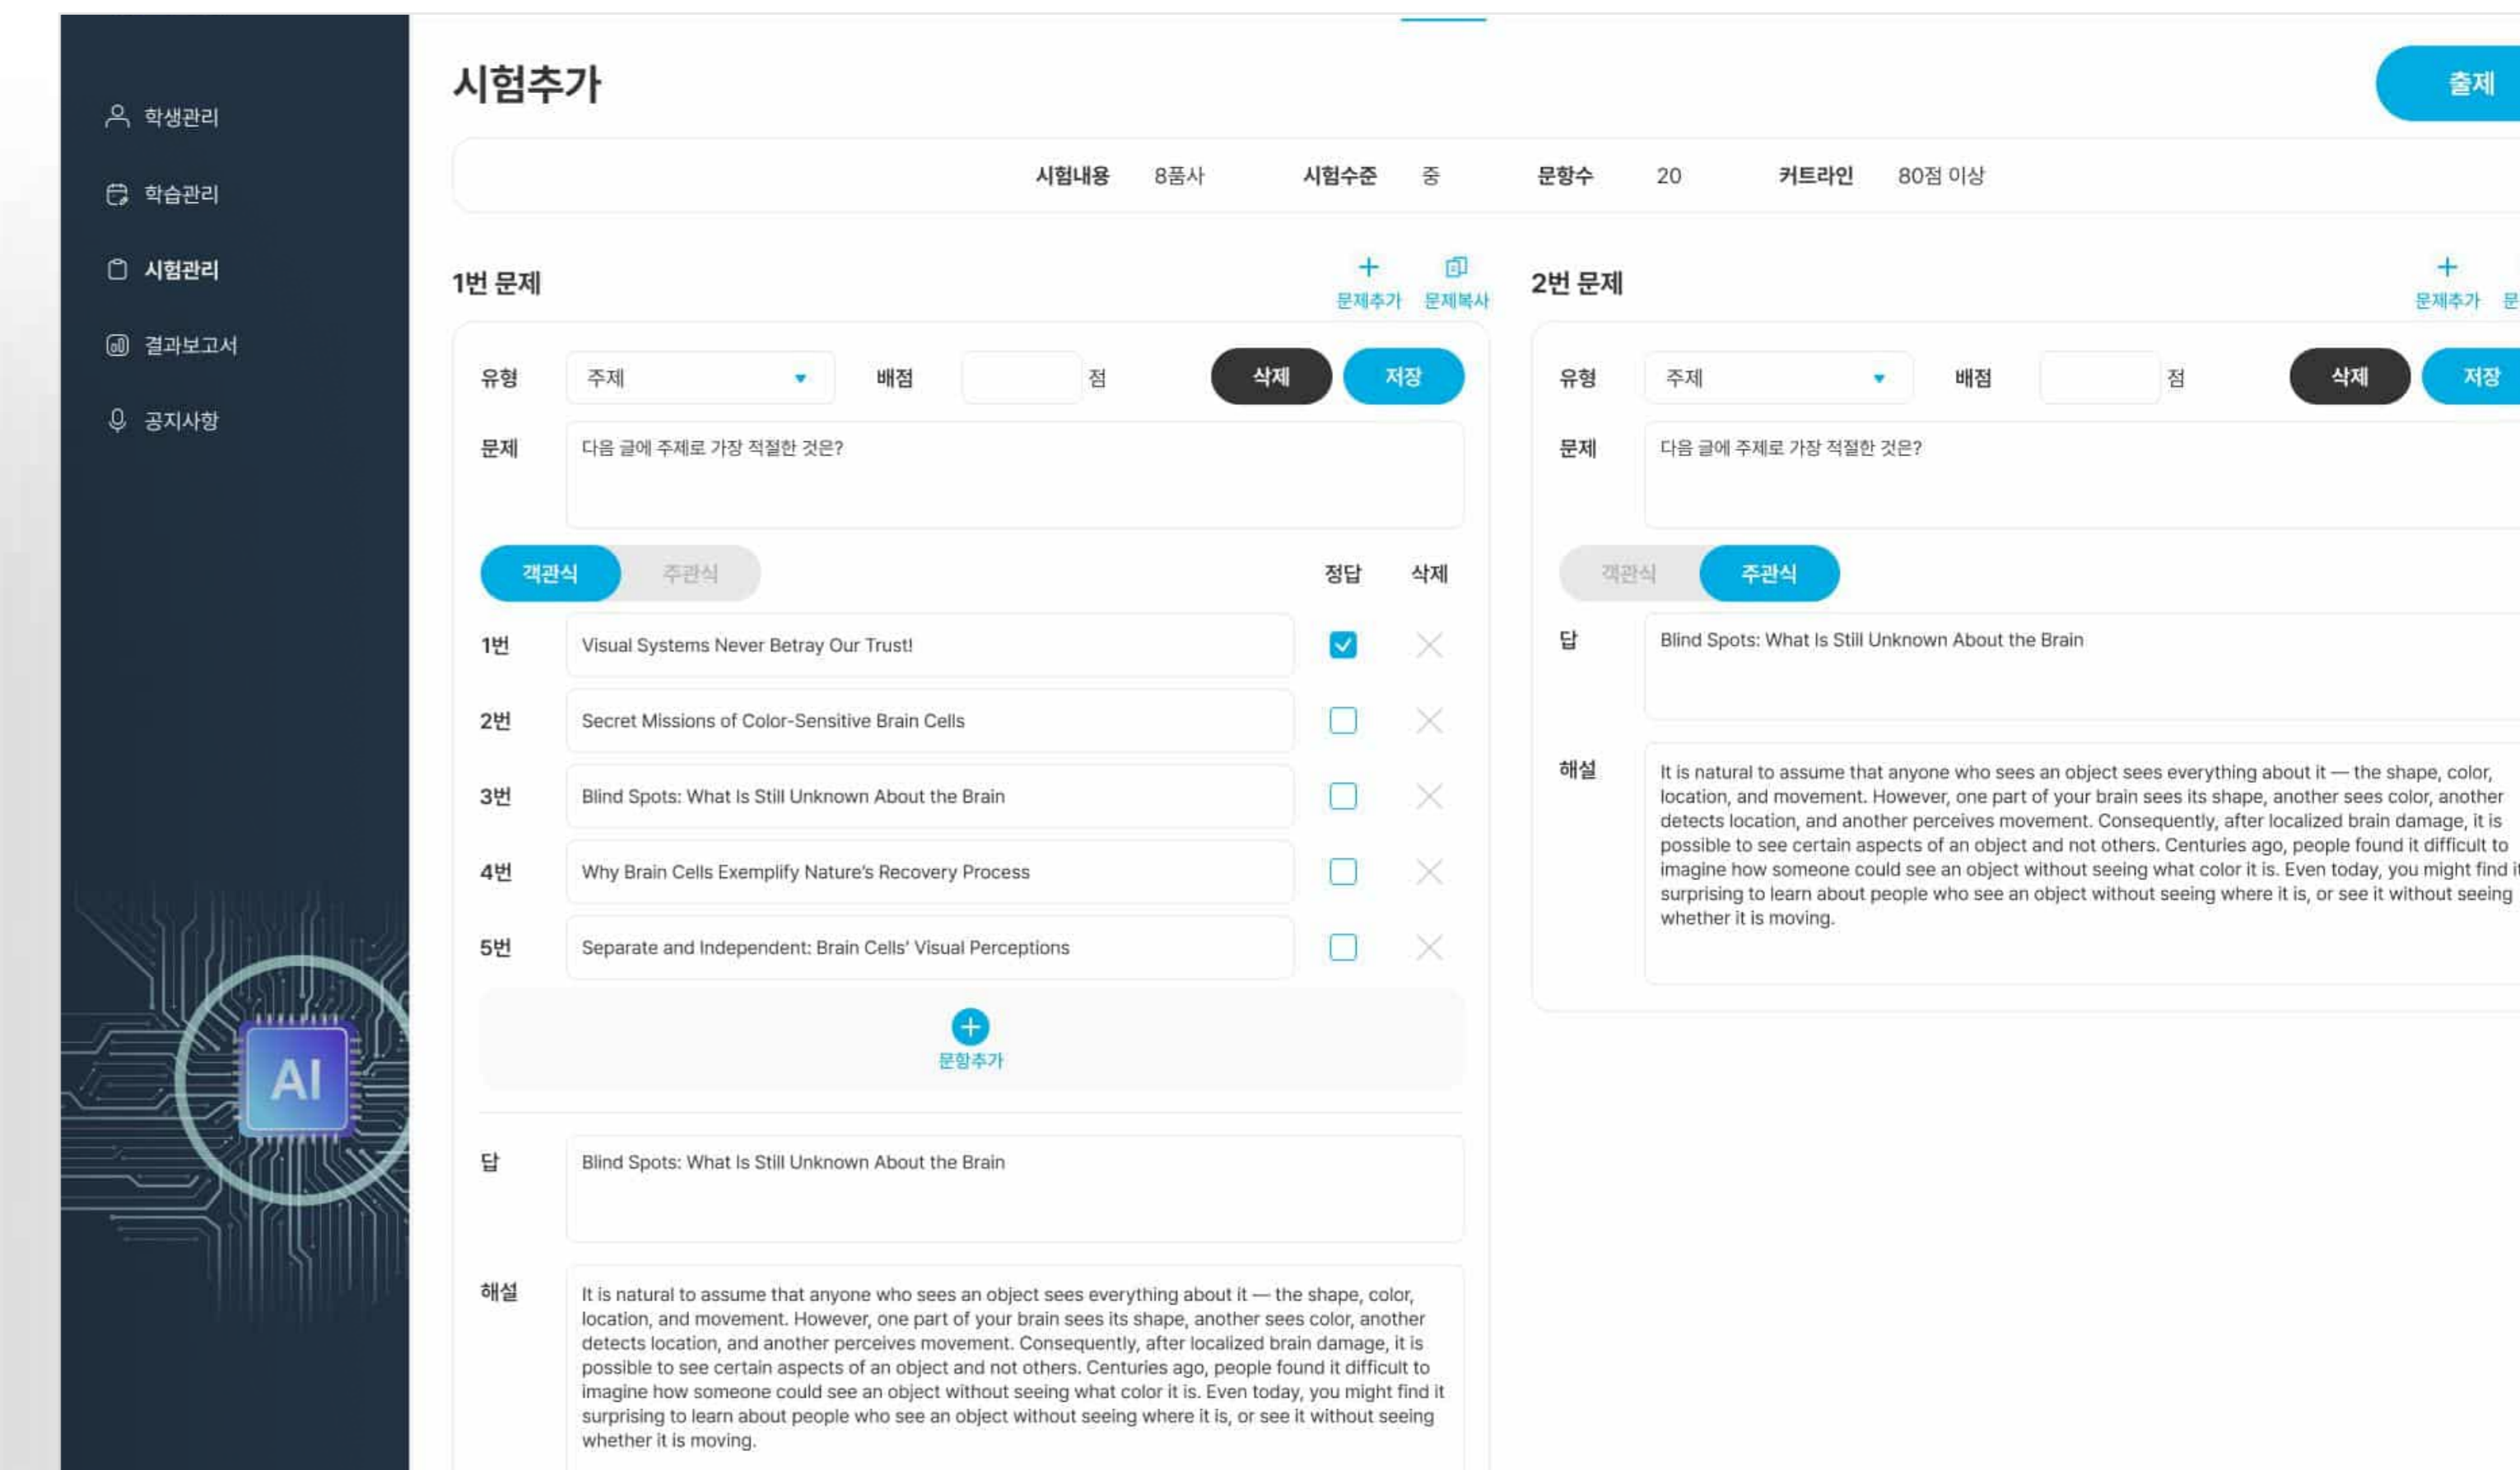 시험추가
출제
학생관리
학습관리
시험관리
결과보고서
공지사항
AI
시험내용 8품사 시험수준 중 문항수 20 커트라인 80점 이상
1번 문제
문제추가 문제복사
유형 주제 배점 점 삭제 저장
문제 다음 글에 주제로 가장 적절한 것은?
객관식 주관식 정답 삭제
1번 Visual Systems Never Betray Our Trust!
2번 Secret Missions of Color-Sensitive Brain Cells
3번 Blind Spots: What Is Still Unknown About the Brain
4번 Why Brain Cells Exemplify Nature's Recovery Process
5번 Separate and Independent: Brain Cells' Visual Perceptions
문항추가
답 Blind Spots: What Is Still Unknown About the Brain
해설 It is natural to assume that anyone who sees an object sees everything about it — the shape, color,
location, and movement. However, one part of your brain sees its shape, another sees color, another
detects location, and another perceives movement. Consequently, after localized brain damage, it is
possible to see certain aspects of an object and not others. Centuries ago, people found it difficult to
imagine how someone could see an object without seeing what color it is. Even today, you might find it
surprising to learn about people who see an object without seeing where it is, or see it without seeing
whether it is moving.
2번 문제
문제추가 문
유형 주제 배점 점 삭제 저장
문제 다음 글에 주제로 가장 적절한 것은?
객관식 주관식
답 Blind Spots: What Is Still Unknown About the Brain
해설 It is natural to assume that anyone who sees an object sees everything about it — the shape, color,
location, and movement. However, one part of your brain sees its shape, another sees color, another
detects location, and another perceives movement. Consequently, after localized brain damage, it is
possible to see certain aspects of an object and not others. Centuries ago, people found it difficult to
imagine how someone could see an object without seeing what color it is. Even today, you might find it
surprising to learn about people who see an object without seeing where it is, or see it without seeing
whether it is moving.